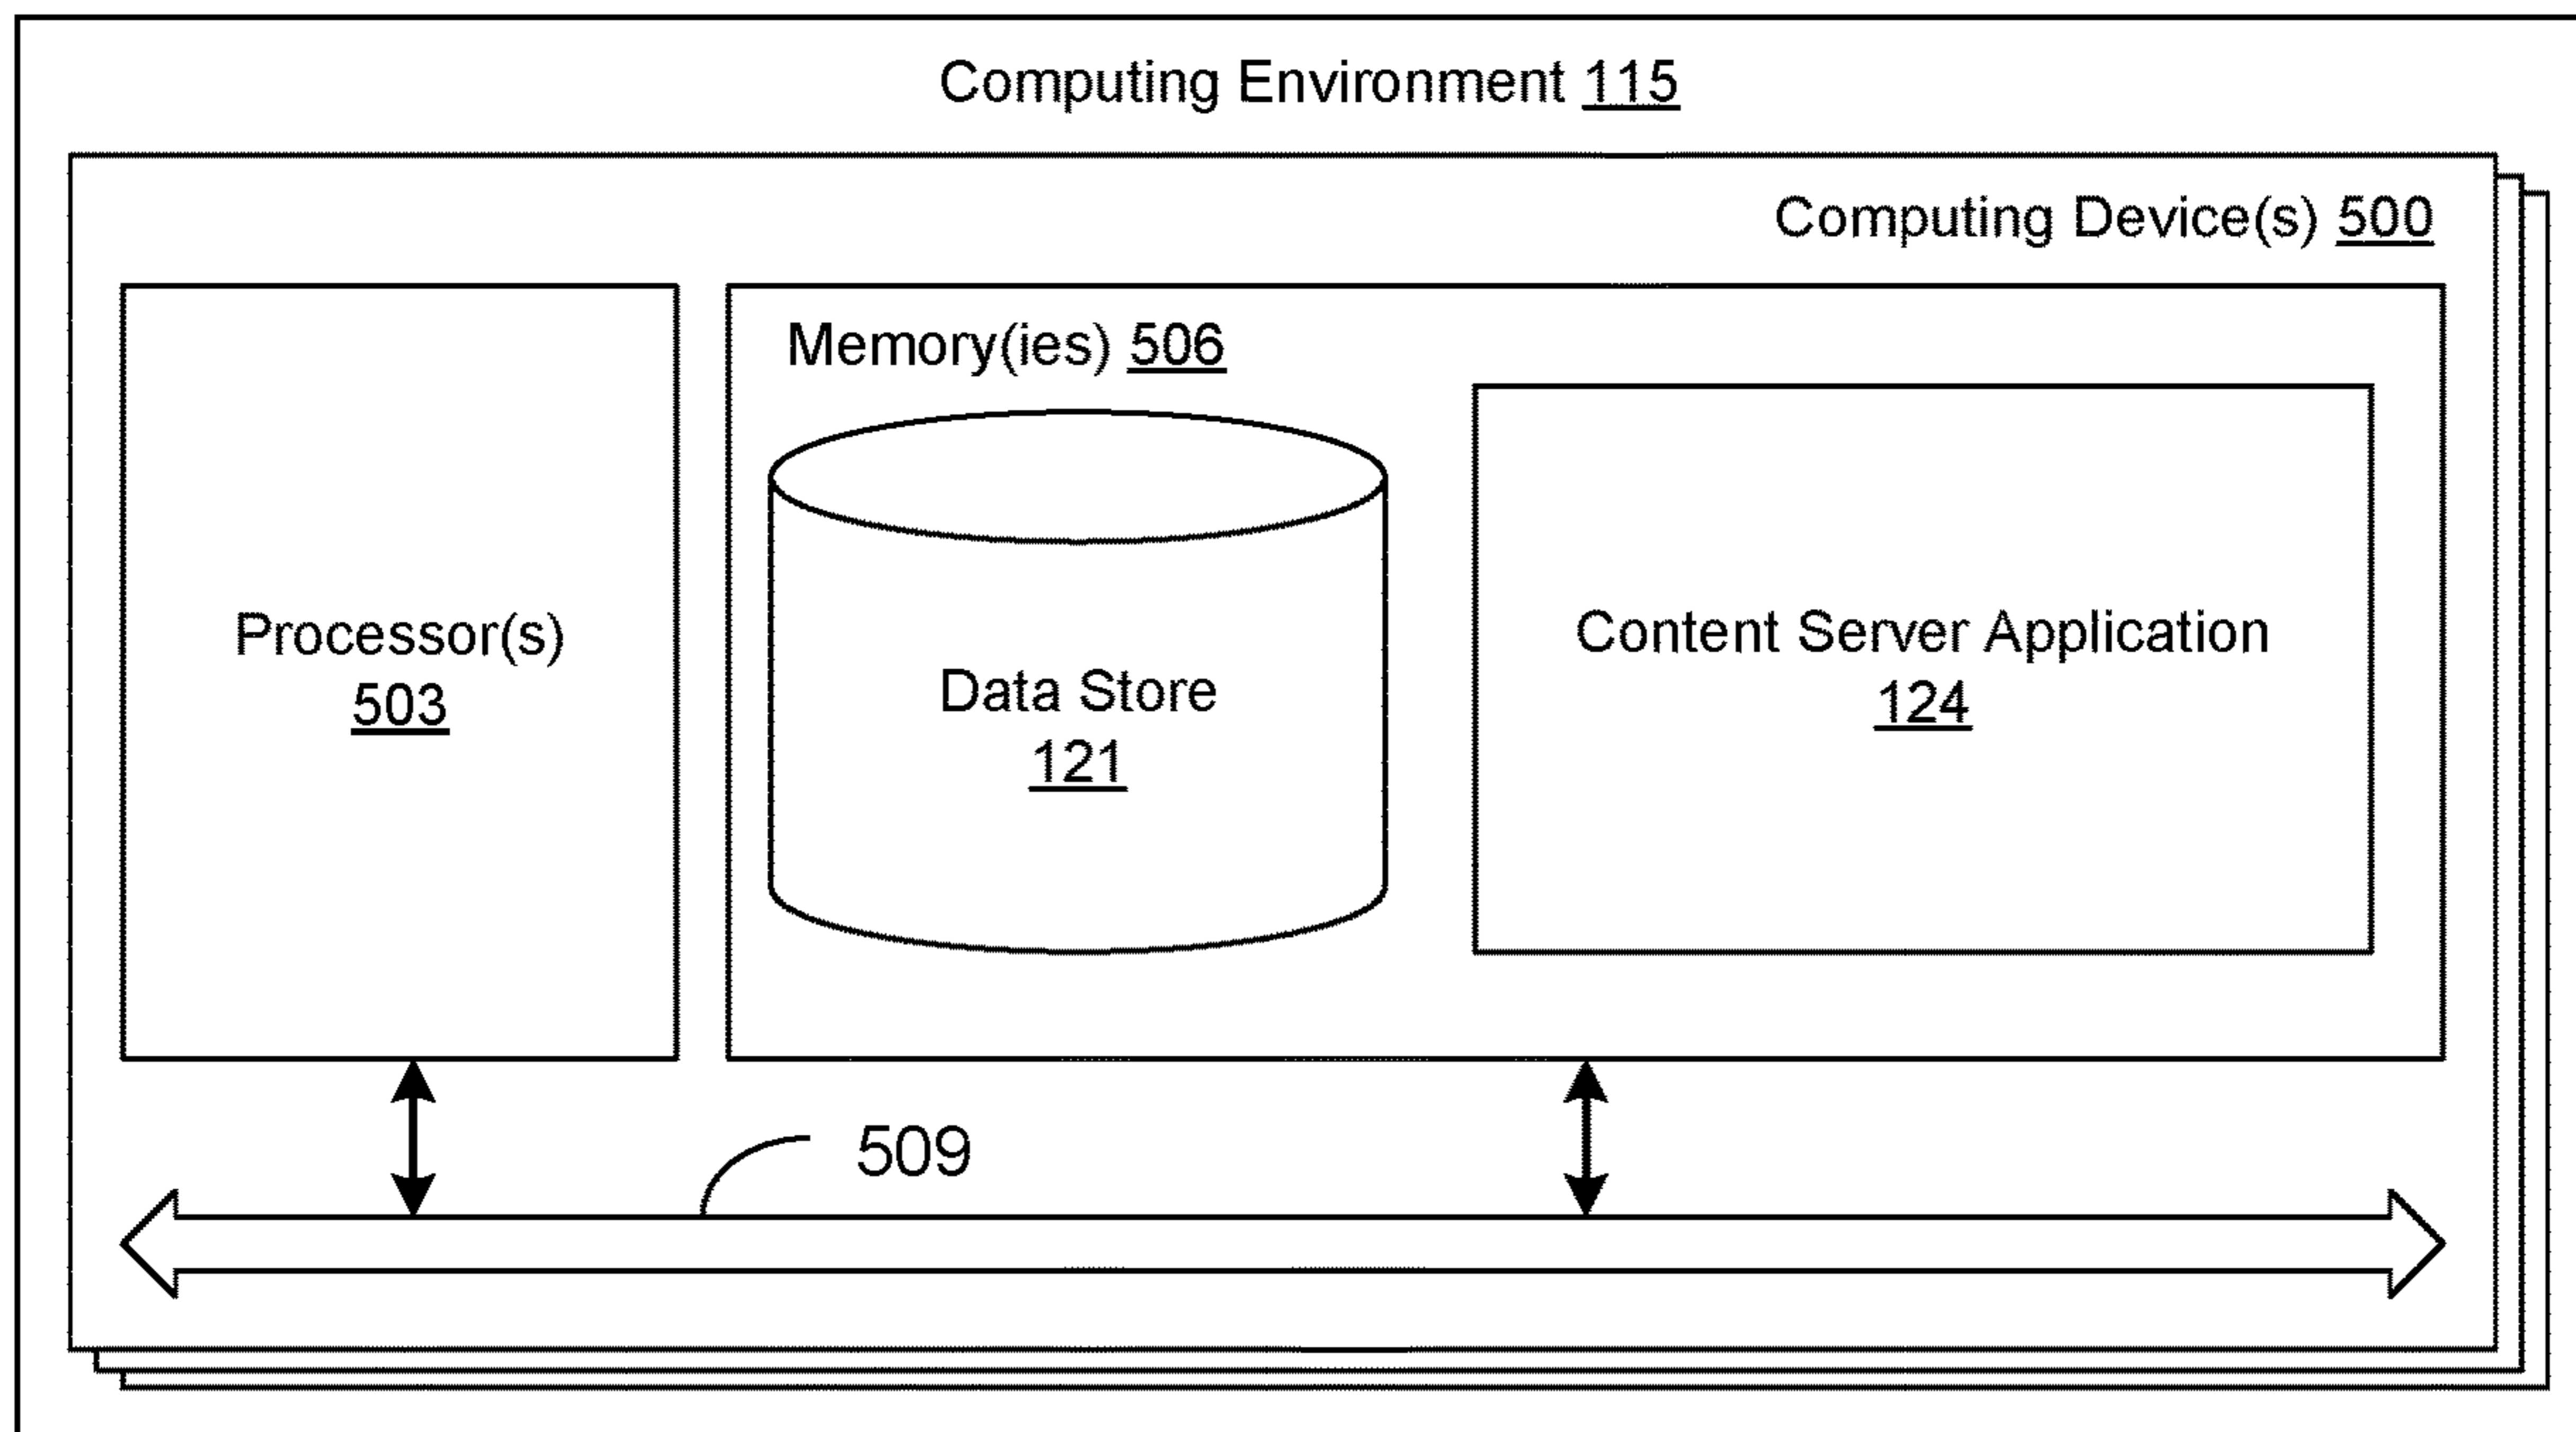 Computing Environment 115
Computing Device(s) 500
Memory(ies) 506
Processor(s)
503
Data Store
121
Content Server Application
124
509